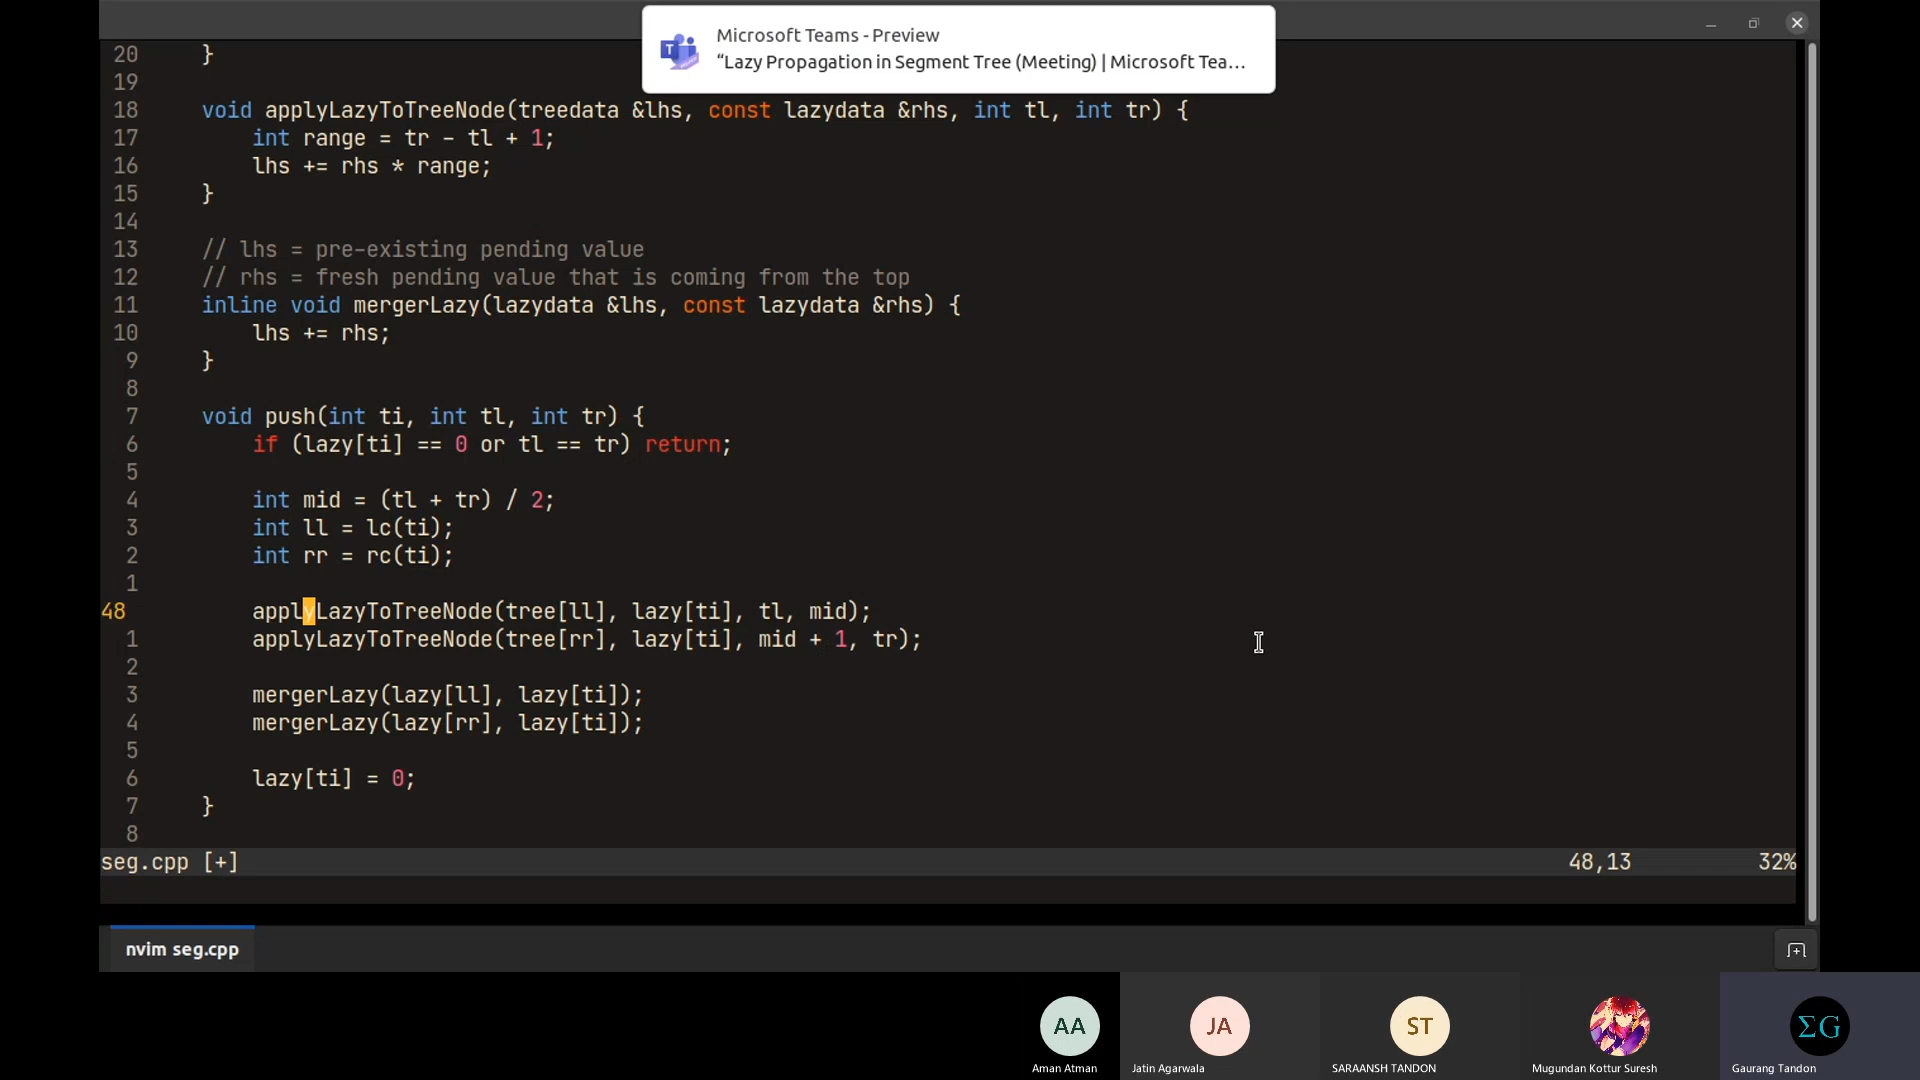 Microsoft Teams - Preview
“Lazy Propagation in Segment Tree (Meeting) | Microsoft Tea…
20 }
19
18 void applyLazyToTreeNode(treedata &lhs, const lazydata &rhs, int tl, int tr) {
17 int range = tr - tl + 1;
16 lhs += rhs * range;
15 }
14
13 // lhs = pre-existing pending value
12 // rhs = fresh pending value that is coming from the top
11 inline void mergerLazy(lazydata &lhs, const lazydata &rhs) {
10 lhs += rhs;
9 }
8
7 void push(int ti, int tl, int tr) {
6 if (lazy[ti] == 0 or tl == tr) return;
5
4 int mid = (tl + tr) / 2;
3 int ll = lc(ti);
2 int rr = rc(ti);
1
48 applyLazyToTreeNode(tree[ll], lazy[ti], tl, mid);
1 applyLazyToTreeNode(tree[rr], lazy[ti], mid + 1, tr);
2
3 mergerLazy(lazy[ll], lazy[ti]);
4 mergerLazy(lazy[rr], lazy[ti]);
5
6 lazy[ti] = 0;
7 }
8
seg.cpp [+] 48,13 32%
nvim seg.cpp
T
AA JA ST ΣG
Aman Atman Jatin Agarwala SARAANSH TANDON Mugundan Kottur Suresh Gaurang Tandon